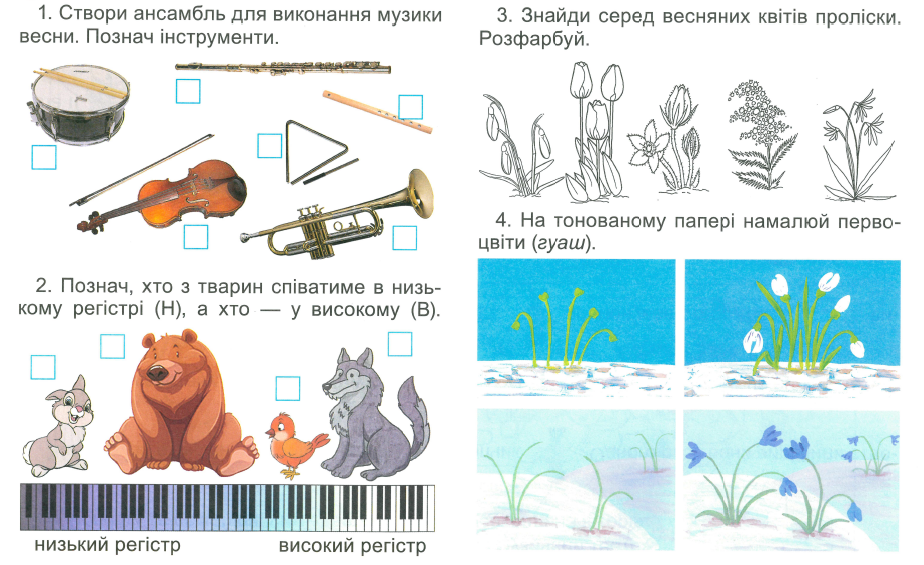 1. Створи ансамбль для виконання музики
весни. Познач інструменти.
2. Познач, хто з тварин співатиме в низь-
кому регістрі (Н), а хто — у високому (В).
низький регістр
високий регістр
3. Знайди серед весняних квітів проліски.
Розфарбуй.
4. На тонованому папері намалюй перво-
цвіти (гуаш).